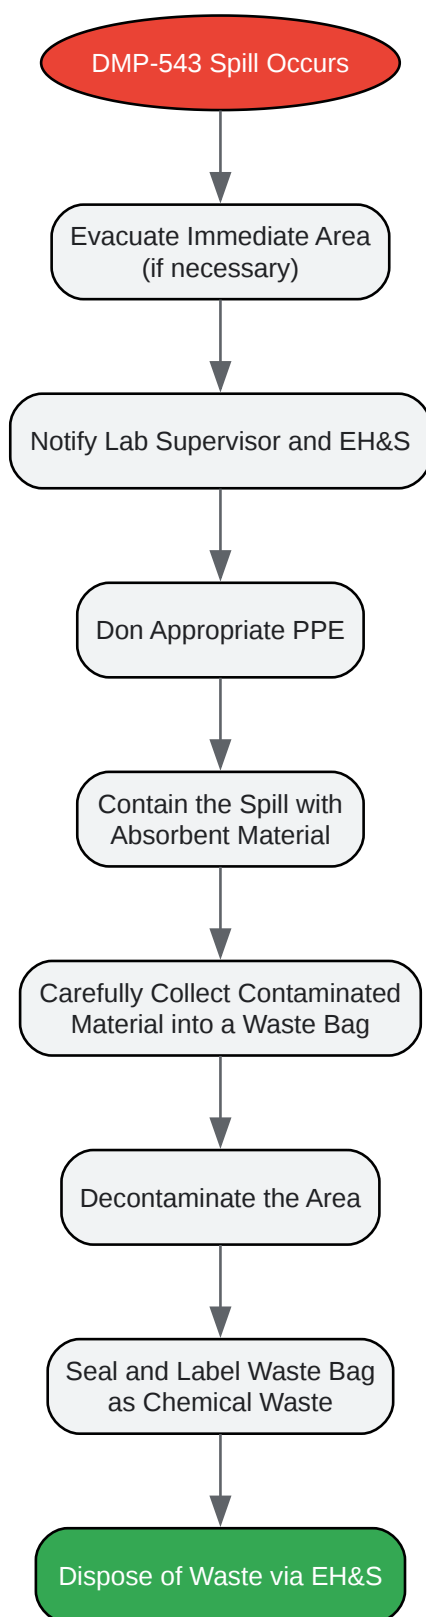 DMP-543 Spill Occurs
Evacuate Immediate Area
(if necessary)
Notify Lab Supervisor and EH&S
Don Appropriate PPE
Contain the Spill with
Absorbent Material
Carefully Collect Contaminated
Material into a Waste Bag
Decontaminate the Area
Seal and Label Waste Bag
as Chemical Waste
Dispose of Waste via EH&S